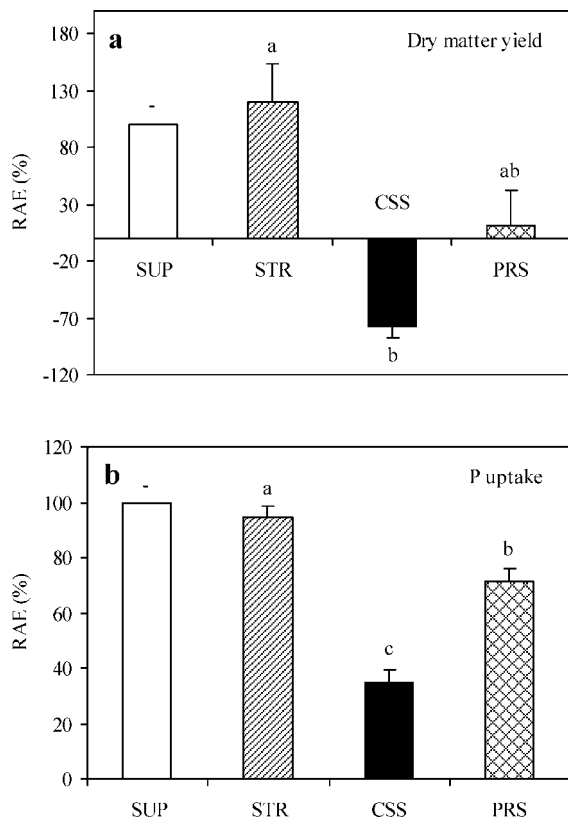 a
Dry matter yield
RAE (%)
180
130
80
30
-20
-70
-120
-
a
CSS
ab
SUP
STR
PRS
b
b
P uptake
RAE (%)
120
100
80
60
40
20
0
-
a
c
b
SUP
STR
CSS
PRS